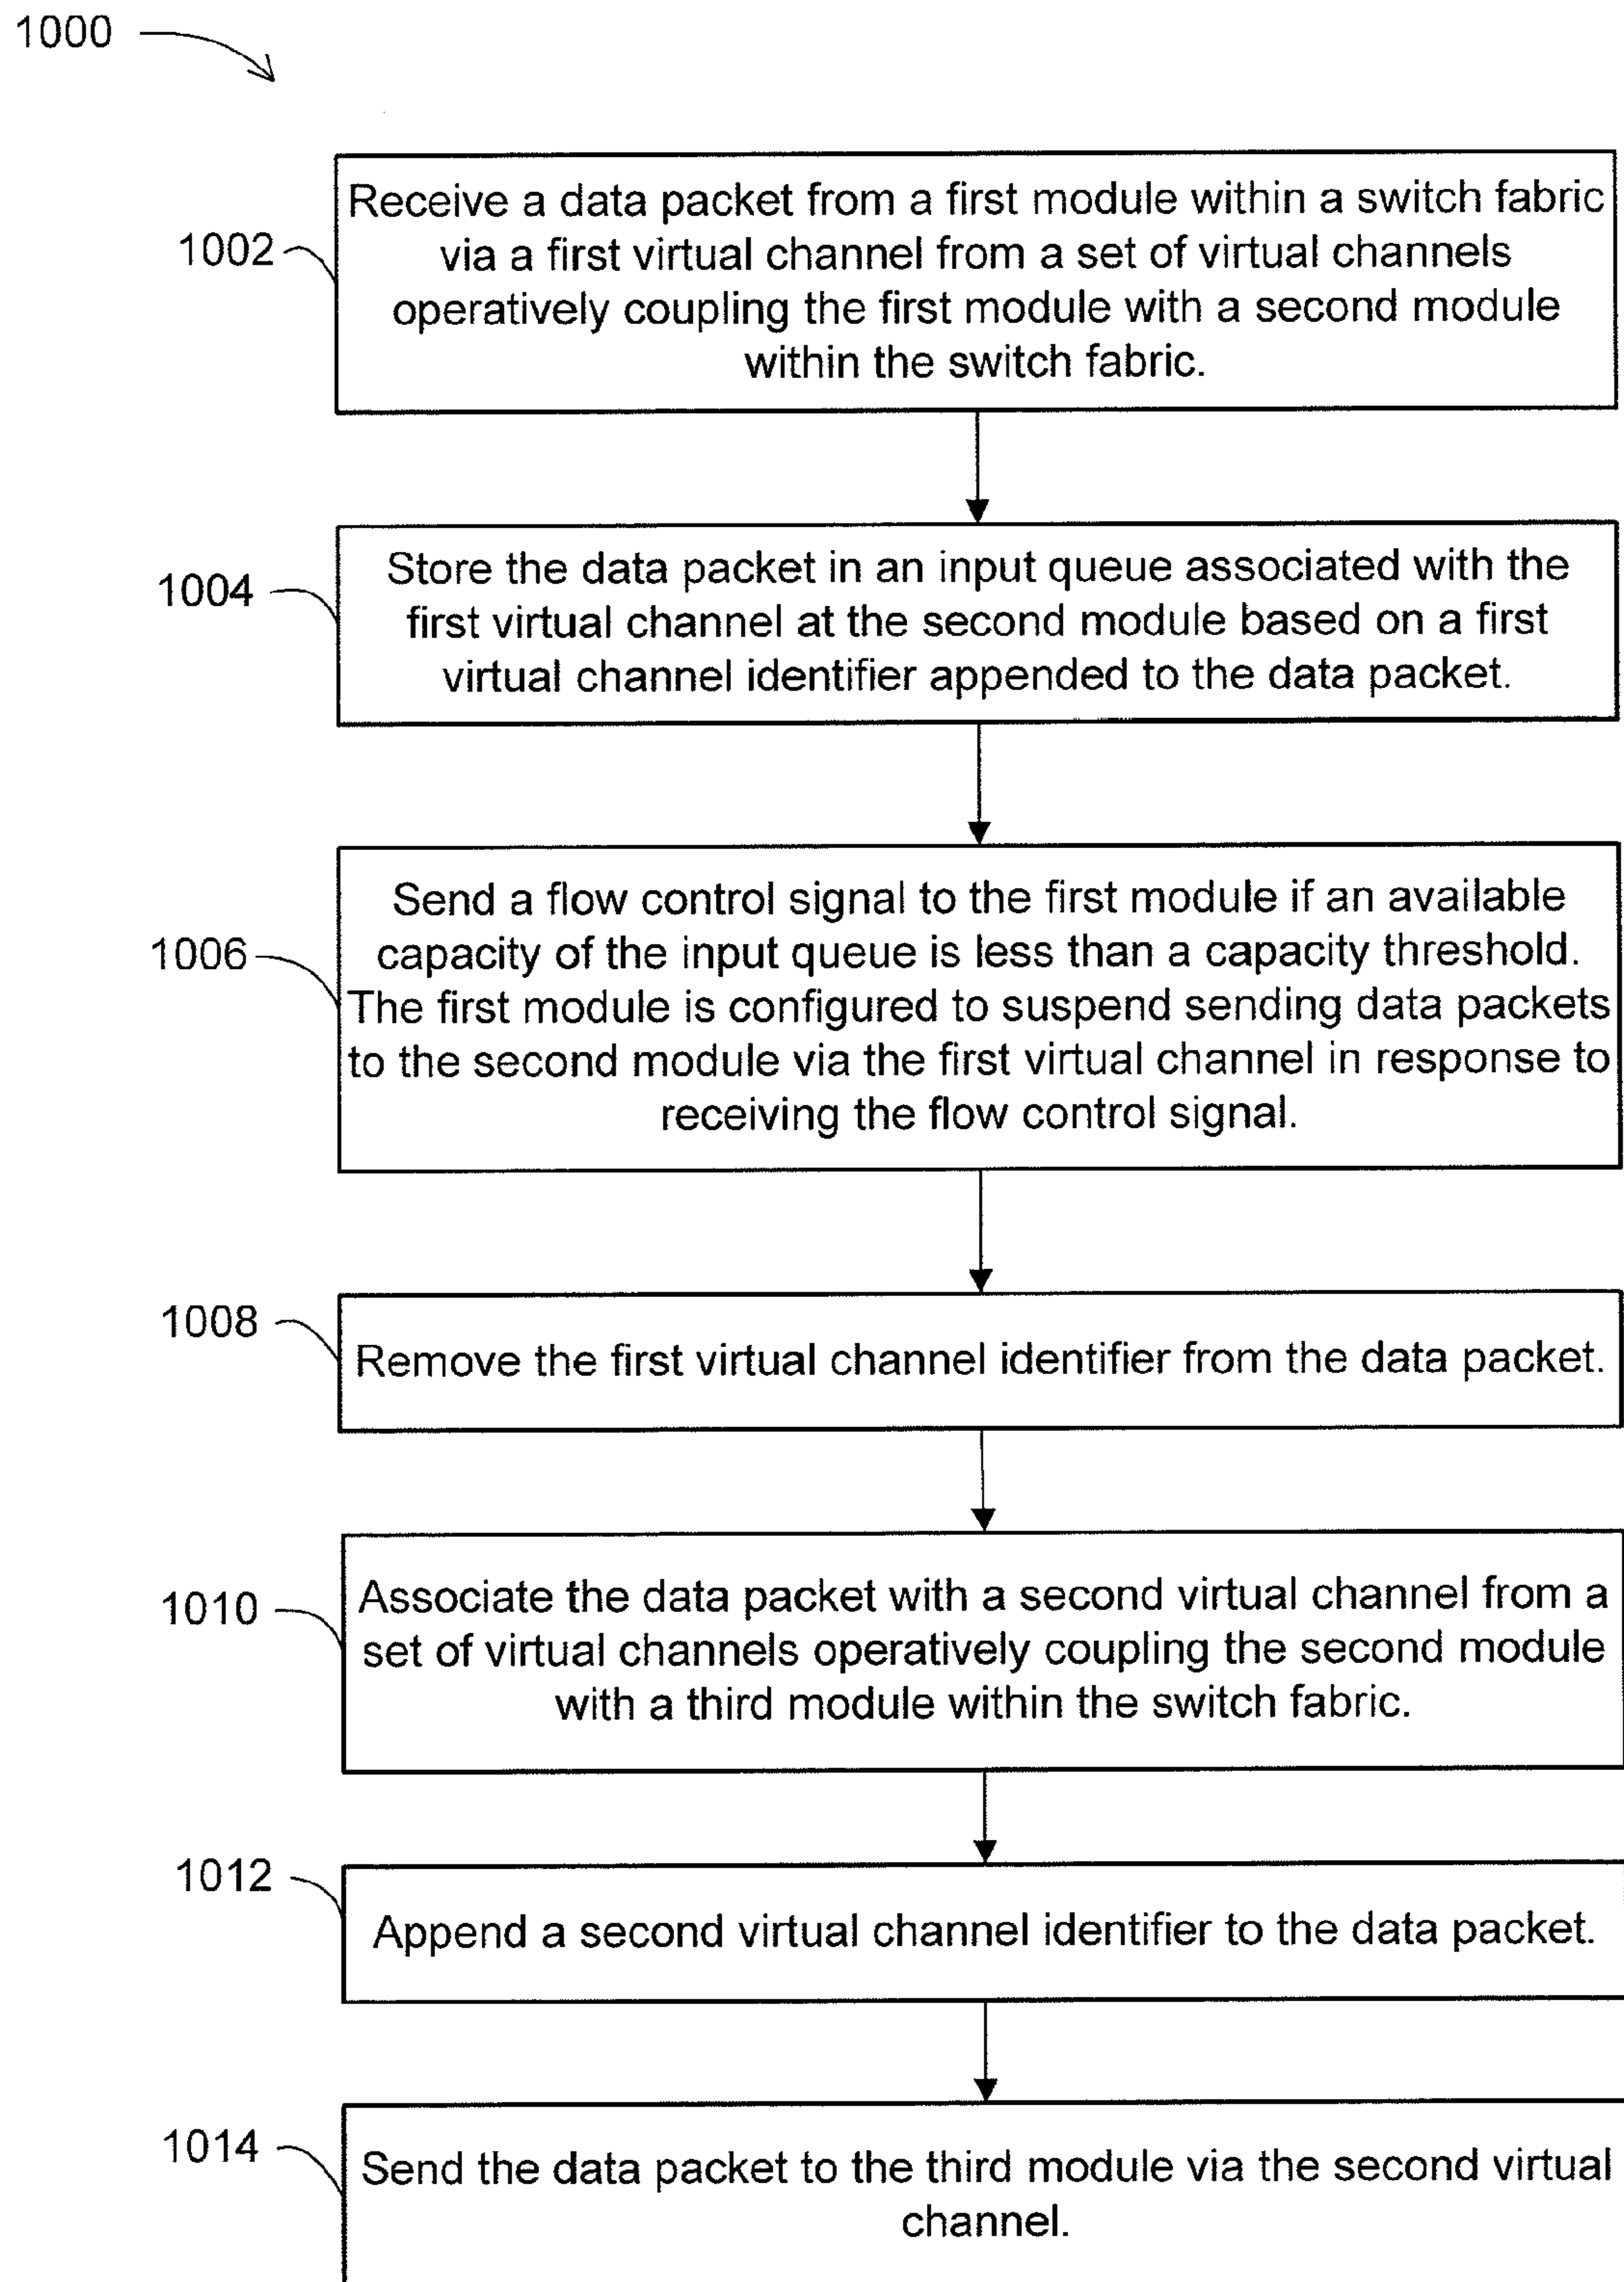 1000
1002
Receive a data packet from a first module within a switch fabric
via a first virtual channel from a set of virtual channels
operatively coupling the first module with a second module
within the switch fabric.
1004
Store the data packet in an input queue associated with the
first virtual channel at the second module based on a first
virtual channel identifier appended to the data packet.
1006
Send a flow control signal to the first module if an available
capacity of the input queue is less than a capacity threshold.
The first module is configured to suspend sending data packets
to the second module via the first virtual channel in response to
receiving the flow control signal.
1008
Remove the first virtual channel identifier from the data packet.
1010
Associate the data packet with a second virtual channel from a
set of virtual channels operatively coupling the second module
with a third module within the switch fabric.
1012
Append a second virtual channel identifier to the data packet.
1014
Send the data packet to the third module via the second virtual
channel.